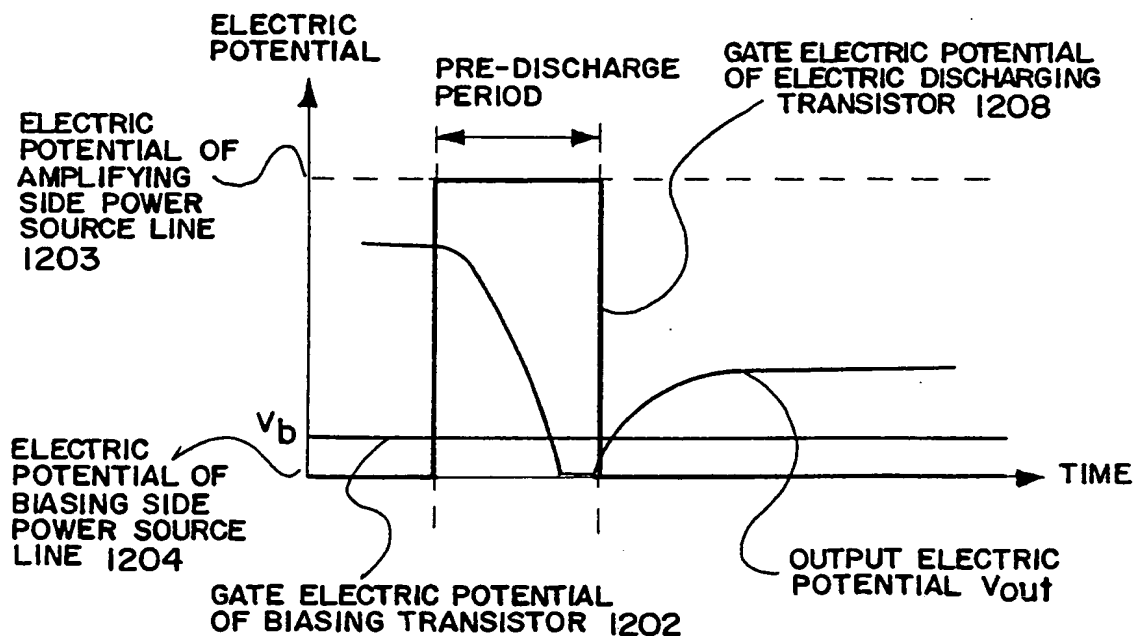 ELECTRIC
POTENTIAL
PRE-DISCHARGE
PERIOD
GATE ELECTRIC POTENTIAL
OF ELECTRIC DISCHARGING
TRANSISTOR 1208
ELECTRIC
POTENTIAL OF
AMPLIFYING
SIDE POWER
SOURCE LINE
1203
Vb
ELECTRIC
POTENTIAL OF
BIASING SIDE
POWER SOURCE
LINE 1204
TIME
GATE ELECTRIC POTENTIAL
OF BIASING TRANSISTOR 1202
OUTPUT ELECTRIC
POTENTIAL Vout